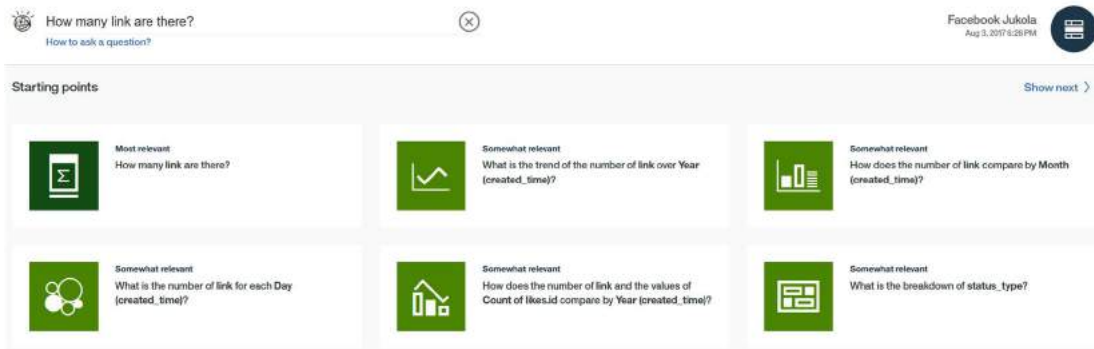 How many link are there?
How to ask a question?
Facebook Jukola
Aug 3, 2017 6:26 PM
Starting points
Show next
Most relevant
How many link are there?
Somewhat relevant
What is the trend of the number of link over Year
(created_time)?
Somewhat relevant
How does the number of link compare by Month
(created_time)?
Somewhat relevant
What is the number of link for each Day
(created_time)?
Somewhat relevant
How does the number of link and the values of
Count of likes.id compare by Year (created_time)?
Somewhat relevant
What is the breakdown of status_type?